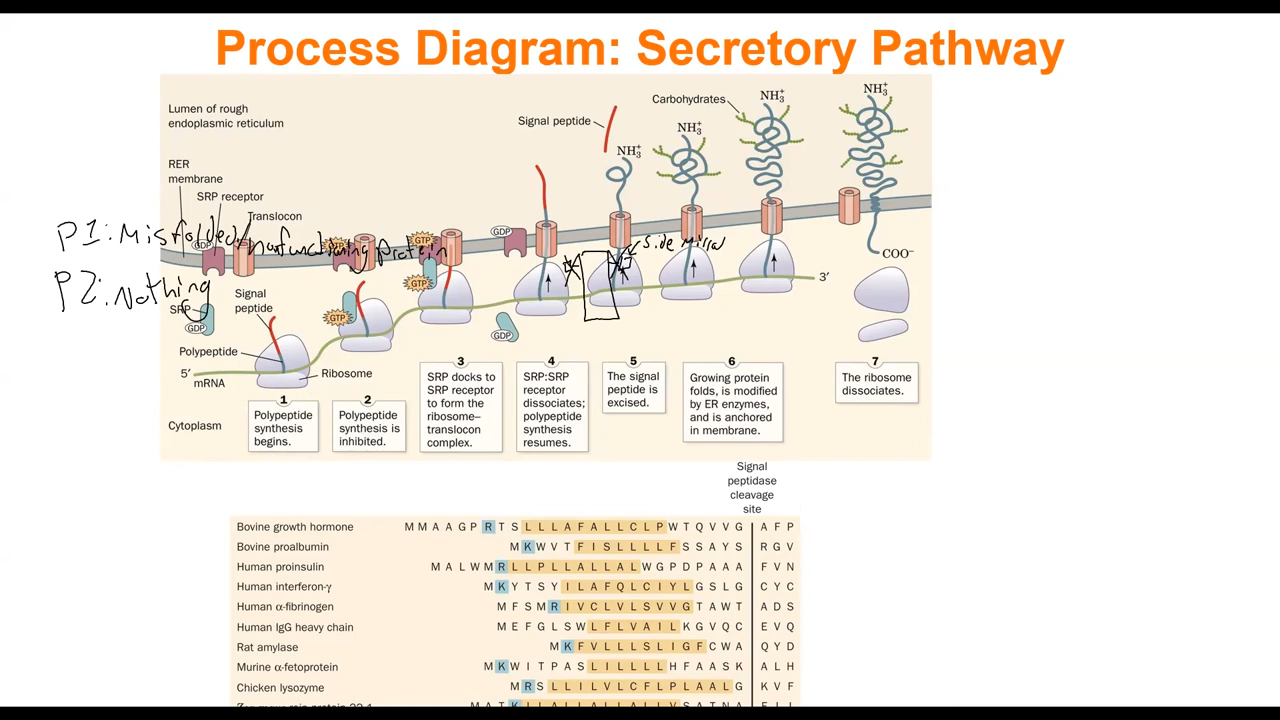 Process Diagram: Secretory Pathway
Lumen of rough
endoplasmic reticulum
RER
membrane
SRP receptor
Translocon
GDP
GTP
GTP
GTP
GTP
GDP
GDP
Signal peptide
NH3+
NH3+
Carbohydrates
NH3+
NH3+
COO−
P1: Misfolded/nonfunctioning protein
P2: Nothing
side mirror
SRP
GDP
Signal
peptide
Polypeptide
5′
mRNA
Ribosome
3′
Cytoplasm
1
Polypeptide
synthesis
begins.
2
Polypeptide
synthesis is
inhibited.
3
SRP docks to
SRP receptor
to form the
ribosome–
translocon
complex.
4
SRP:SRP
receptor
dissociates;
polypeptide
synthesis
resumes.
5
The signal
peptide is
excised.
6
Growing protein
folds, is modified
by ER enzymes,
and is anchored
in membrane.
7
The ribosome
dissociates.
Signal
peptidase
cleavage
site
Bovine growth hormone M M A A G P R T S L L L A F A L L C L P W T Q V V G A F P
Bovine proalbumin M K W V T F I S L L L L F S S A Y S R G V
Human proinsulin M A L W M R L L P L L A L L A L W G P D P A A A F V N
Human interferon-γ M K Y T S Y I L A F Q L C I Y L G S L G C Y C
Human α-fibrinogen M F S M R I V C L V L S V V G T A W T A D S
Human IgG heavy chain M E F G L S W L F L V A I L K G V Q C E V Q
Rat amylase M K F V L L L S L I G F C W A Q Y D
Murine α-fetoprotein M K W I T P A S L I L L L L H F A A S K A L H
Chicken lysozyme M R S L L I L V L C F L P L A A L G K V F